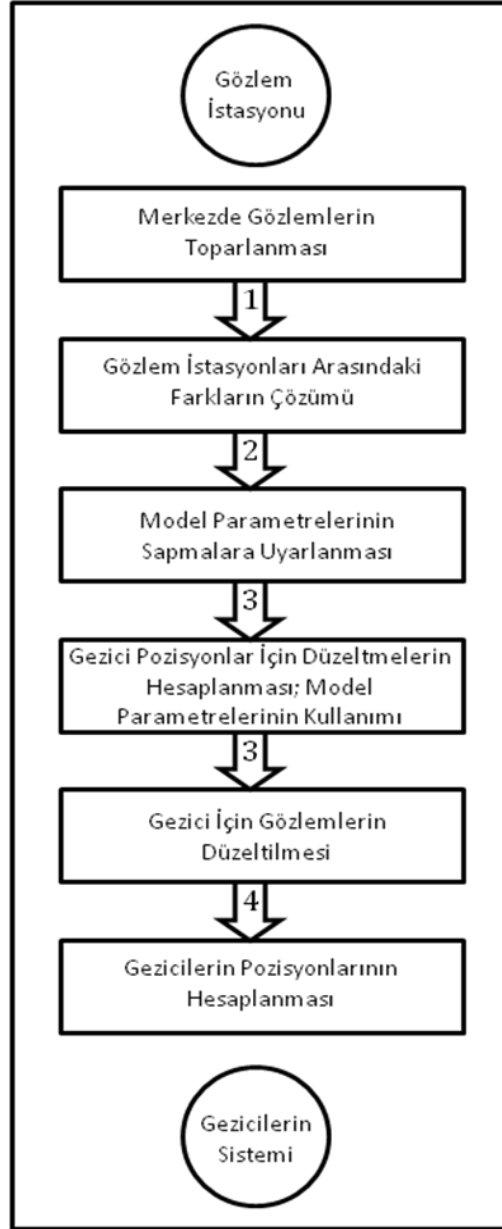 Gözlem
İstasyonu
Merkezde Gözlemlerin
Toparlanması
1
Gözlem İstasyonları Arasındaki
Farkların Çözümü
2
Model Parametrelerinin
Sapmalara Uyarlanması
3
Gezici Pozisyonlar İçin Düzeltmelerin
Hesaplanması; Model
Parametrelerinin Kullanımı
3
Gezici İçin Gözlemlerin
Düzeltilmesi
4
Gezicilerin Pozisyonlarının
Hesaplanması
Gezicilerin
Sistemi